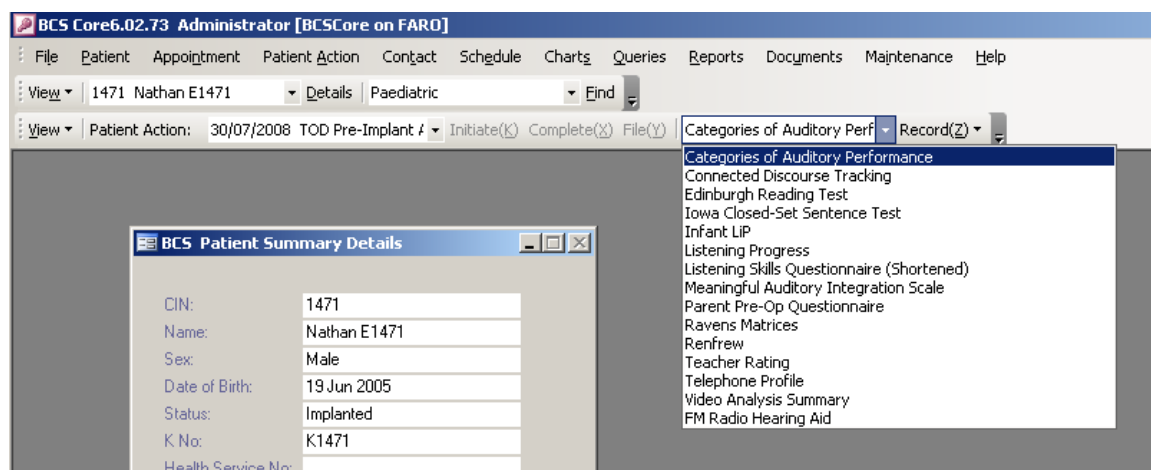 BCS Core6.02.73 Administrator [BCSCore on FARO]
File Patient Appointment Patient Action Contact Schedule Charts Queries Reports Documents Maintenance Help
View 1471 Nathan E1471 Details Paediatric Find
View Patient Action: 30/07/2008 TOD Pre-Implant Initiate(K) Complete(X) File(Y) Categories of Auditory Perf Record(Z)
Categories of Auditory Performance
Connected Discourse Tracking
Edinburgh Reading Test
Iowa Closed-Set Sentence Test
Infant LiP
Listening Progress
Listening Skills Questionnaire (Shortened)
Meaningful Auditory Integration Scale
Parent Pre-Op Questionnaire
Ravens Matrices
Renfrew
Teacher Rating
Telephone Profile
Video Analysis Summary
FM Radio Hearing Aid
BCS Patient Summary Details
CIN: 1471
Name: Nathan E1471
Sex: Male
Date of Birth: 19 Jun 2005
Status: Implanted
K No: K1471
Health Service No: